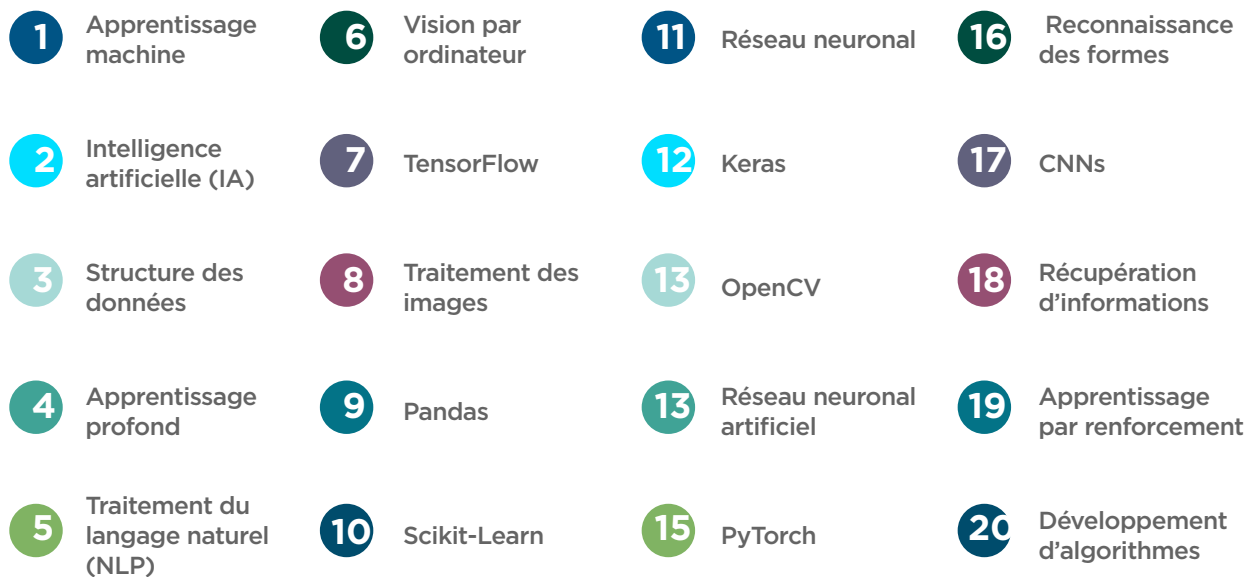 1
Apprentissage
machine
2
Intelligence
artificielle (IA)
3
Structure des
données
4
Apprentissage
profond
5
Traitement du
langage naturel
(NLP)
6
Vision par
ordinateur
7
TensorFlow
8
Traitement des
images
9
Pandas
10
Scikit-Learn
11
Réseau neuronal
12
Keras
13
OpenCV
13
Réseau neuronal
artificiel
15
PyTorch
16
Reconnaissance
des formes
17
CNNs
18
Récupération
d’informations
19
Apprentissage
par renforcement
20
Développement
d’algorithmes